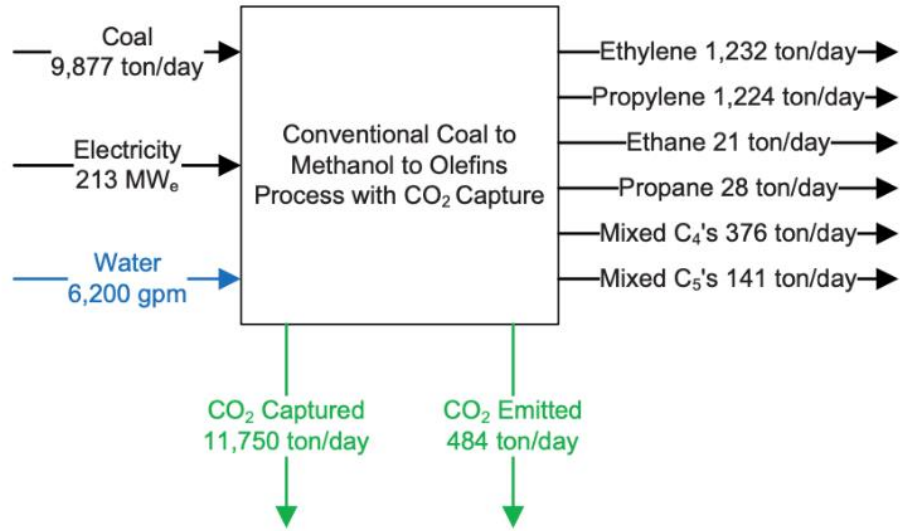 Coal
9,877 ton/day
Electricity
213 MWₑ
Water
6,200 gpm
Conventional Coal to
Methanol to Olefins
Process with CO₂ Capture
Ethylene 1,232 ton/day
Propylene 1,224 ton/day
Ethane 21 ton/day
Propane 28 ton/day
Mixed C₄'s 376 ton/day
Mixed C₅'s 141 ton/day
CO₂ Captured
11,750 ton/day
CO₂ Emitted
484 ton/day